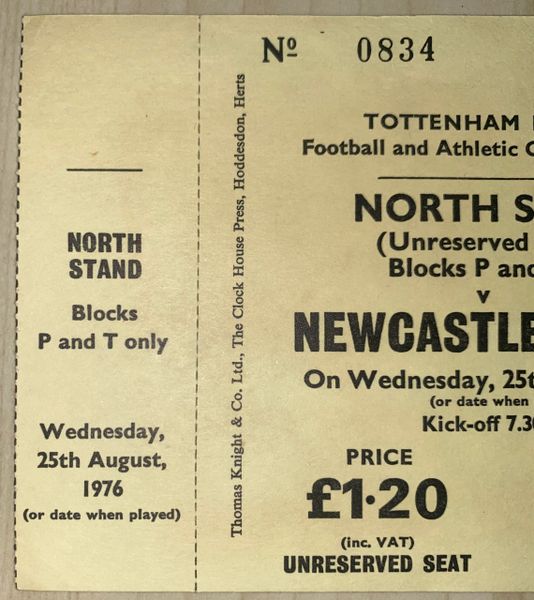 NORTH
STAND
Blocks
P and T only
Wednesday,
25th August,
1976
(or date when played)
Thomas Knight & Co. Ltd., The Clock House Press, Hoddesdon, Herts
Nº 0834
TOTTENHAM
Football and Athletic
NORTH S
(Unreserved
Blocks P and
v
NEWCASTLE
On Wednesday, 25t
(or date when
Kick-off 7.30
PRICE
£1·20
(inc. VAT)
UNRESERVED SEAT